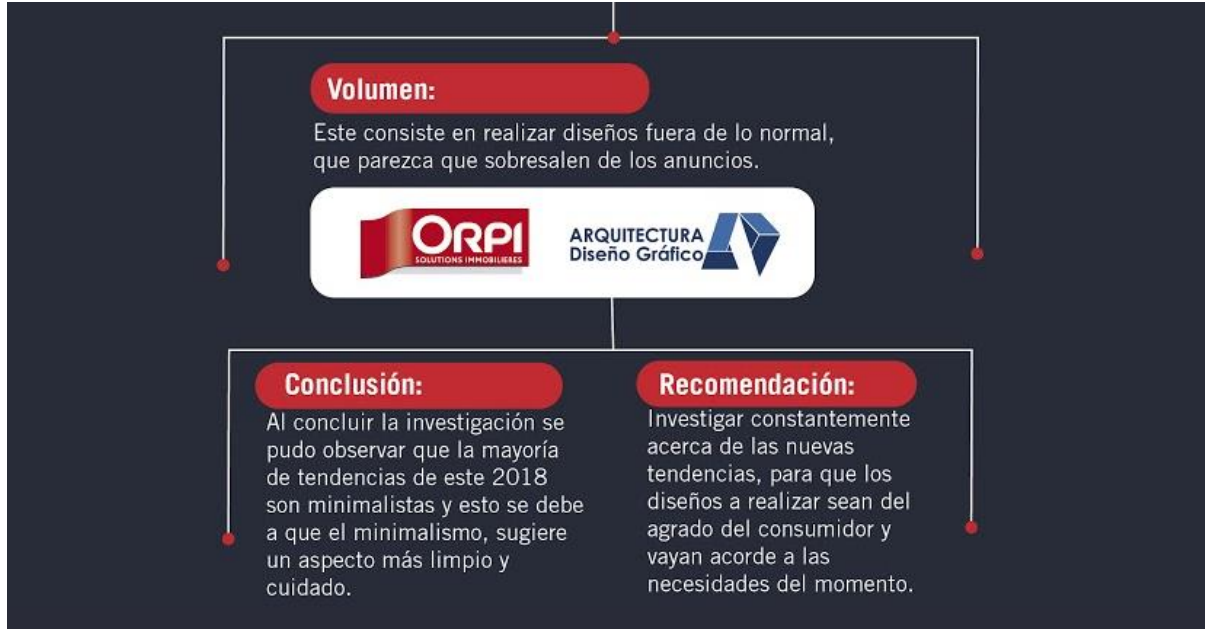 Volumen:
Este consiste en realizar diseños fuera de lo normal,
que parezca que sobresalen de los anuncios.
ORPI
SOLUTIONS IMMOBILIERES
ARQUITECTURA
Diseño Gráfico
Conclusión:
Al concluir la investigación se
pudo observar que la mayoría
de tendencias de este 2018
son minimalistas y esto se debe
a que el minimalismo, sugiere
un aspecto más limpio y
cuidado.
Recomendación:
Investigar constantemente
acerca de las nuevas
tendencias, para que los
diseños a realizar sean del
agrado del consumidor y
vayan acorde a las
necesidades del momento.